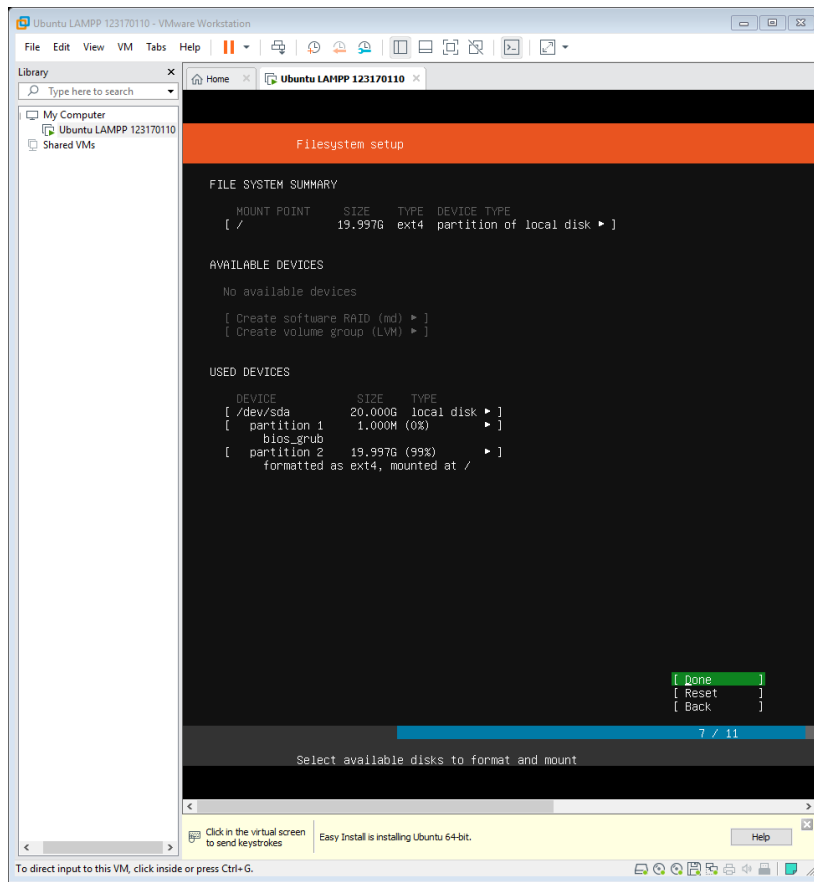 Ubuntu LAMPP 123170110 - VMware Workstation
File Edit View VM Tabs Help
Library
Home
Ubuntu LAMPP 123170110
Type here to search
My Computer
Ubuntu LAMPP 123170110
Shared VMs
Filesystem setup
FILE SYSTEM SUMMARY
MOUNT POINT SIZE TYPE DEVICE TYPE
[ / 19.997G ext4 partition of local disk ▸ ]
AVAILABLE DEVICES
No available devices
[ Create software RAID (md) ▸ ]
[ Create volume group (LVM) ▸ ]
USED DEVICES
DEVICE SIZE TYPE
[ /dev/sda 20.000G local disk ▸ ]
[ partition 1 1.000M (0%) ▸ ]
bios_grub
[ partition 2 19.997G (99%) ▸ ]
formatted as ext4, mounted at /
[ Done ]
[ Reset ]
[ Back ]
7 / 11
Select available disks to format and mount
Click in the virtual screen
to send keystrokes
Easy Install is installing Ubuntu 64-bit.
Help
To direct input to this VM, click inside or press Ctrl+G.